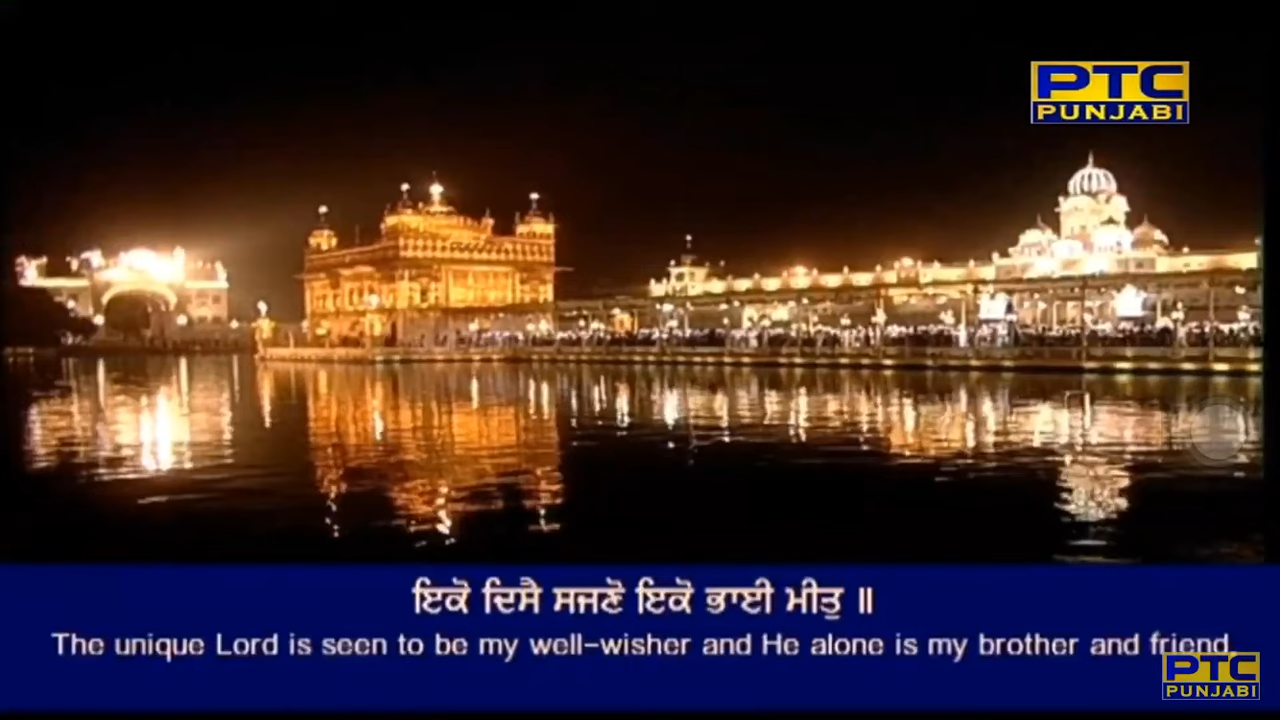 PTC
PUNJABI
ਇਕੋ ਦਿਸੈ ਸਜਣੋ ਇਕੋ ਭਾਈ ਮੀਤੁ ॥
The unique Lord is seen to be my well-wisher and He alone is my brother and friend
PTC
PUNJABI